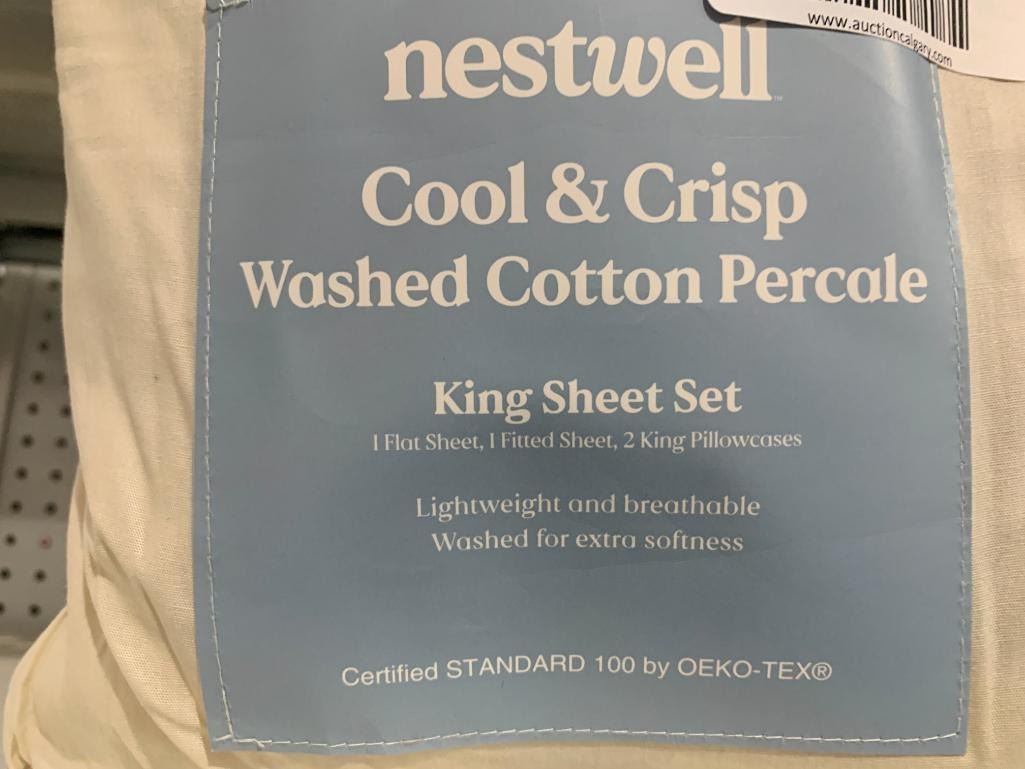 www.auctioncalgary.com
nestwell™
Cool & Crisp
Washed Cotton Percale
King Sheet Set
1 Flat Sheet, 1 Fitted Sheet, 2 King Pillowcases
Lightweight and breathable
Washed for extra softness
Certified STANDARD 100 by OEKO-TEX®